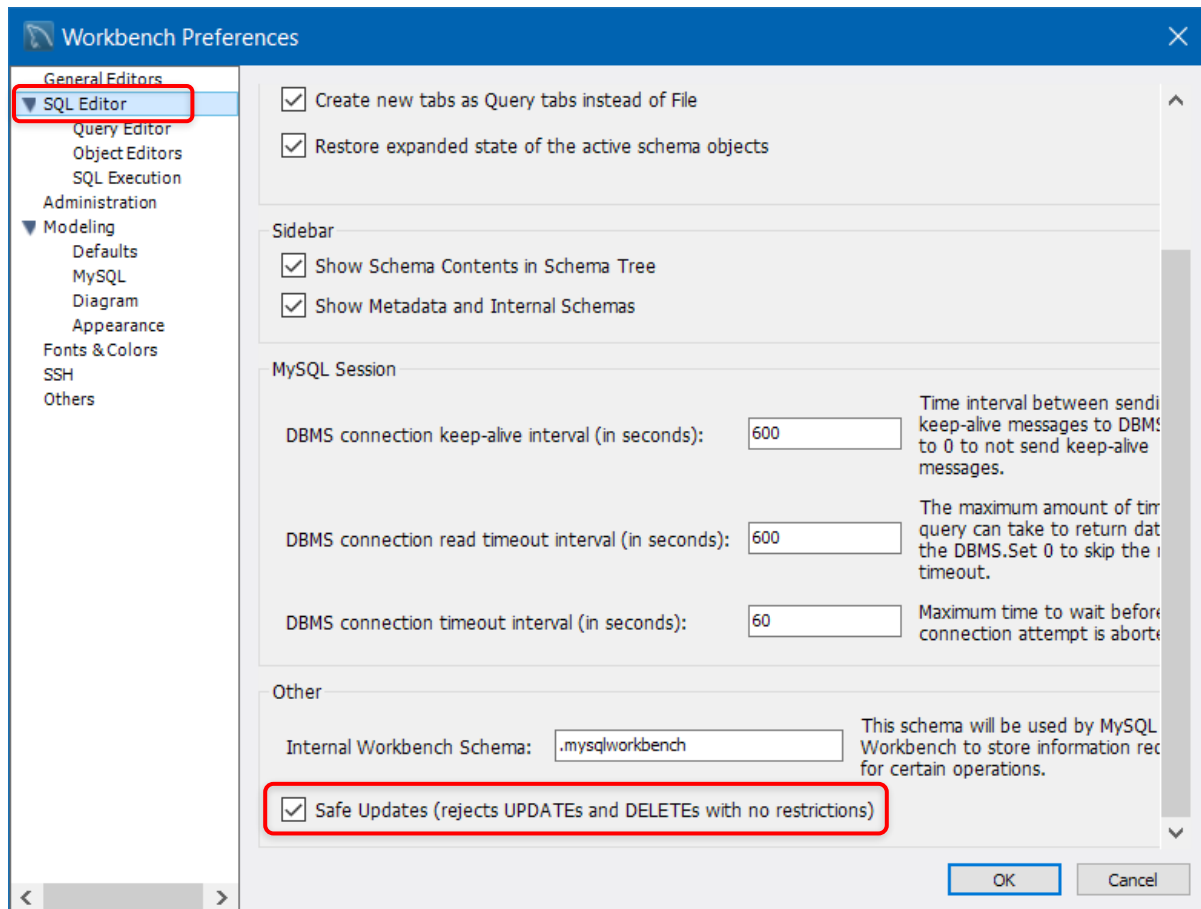 Workbench Preferences
General Editors
SQL Editor
Query Editor
Object Editors
SQL Execution
Administration
Modeling
Defaults
MySQL
Diagram
Appearance
Fonts & Colors
SSH
Others
Create new tabs as Query tabs instead of File
Restore expanded state of the active schema objects
Sidebar
Show Schema Contents in Schema Tree
Show Metadata and Internal Schemas
MySQL Session
DBMS connection keep-alive interval (in seconds): 600
Time interval between sendi
keep-alive messages to DBMS
to 0 to not send keep-alive
messages.
DBMS connection read timeout interval (in seconds): 600
The maximum amount of tim
query can take to return dat
the DBMS.Set 0 to skip the
timeout.
DBMS connection timeout interval (in seconds): 60
Maximum time to wait before
connection attempt is aborte
Other
Internal Workbench Schema: .mysqlworkbench
This schema will be used by MySQL
Workbench to store information req
for certain operations.
Safe Updates (rejects UPDATEs and DELETEs with no restrictions)
OK Cancel